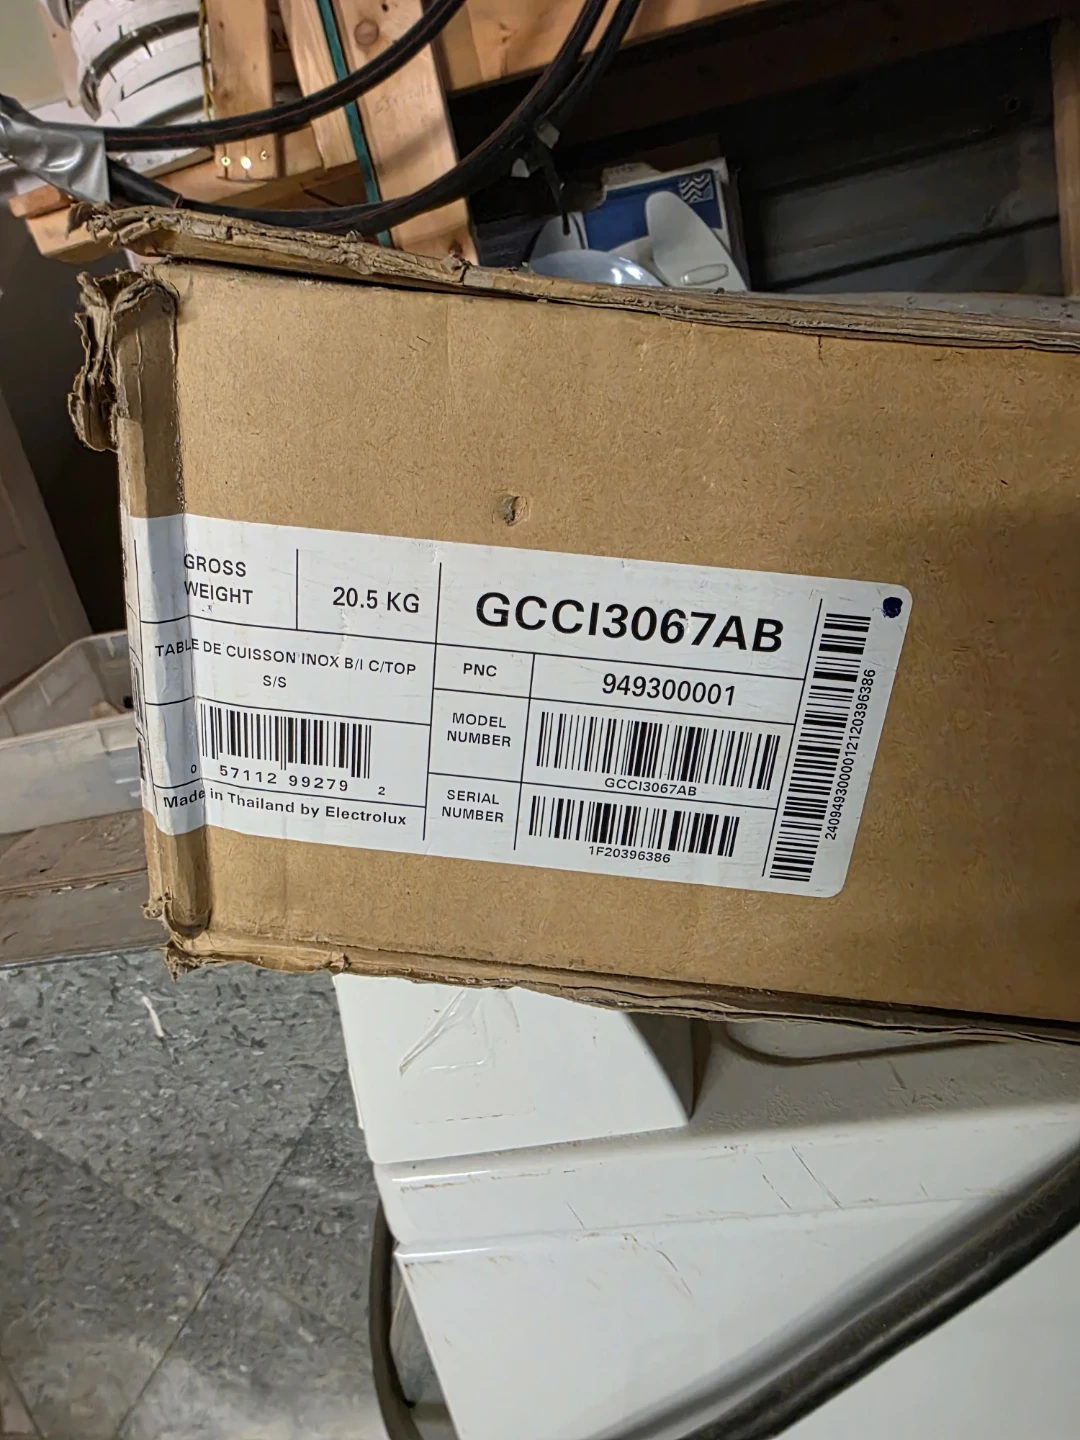 GROSS
WEIGHT
20.5 KG
GCCI3067AB
TABLE DE CUISSON INOX B/I C/TOP
S/S
PNC
949300001
MODEL
NUMBER
GCCI3067AB
0 57112 99279 2
Made in Thailand by Electrolux
SERIAL
NUMBER
1F20396386
2409493000012120396386